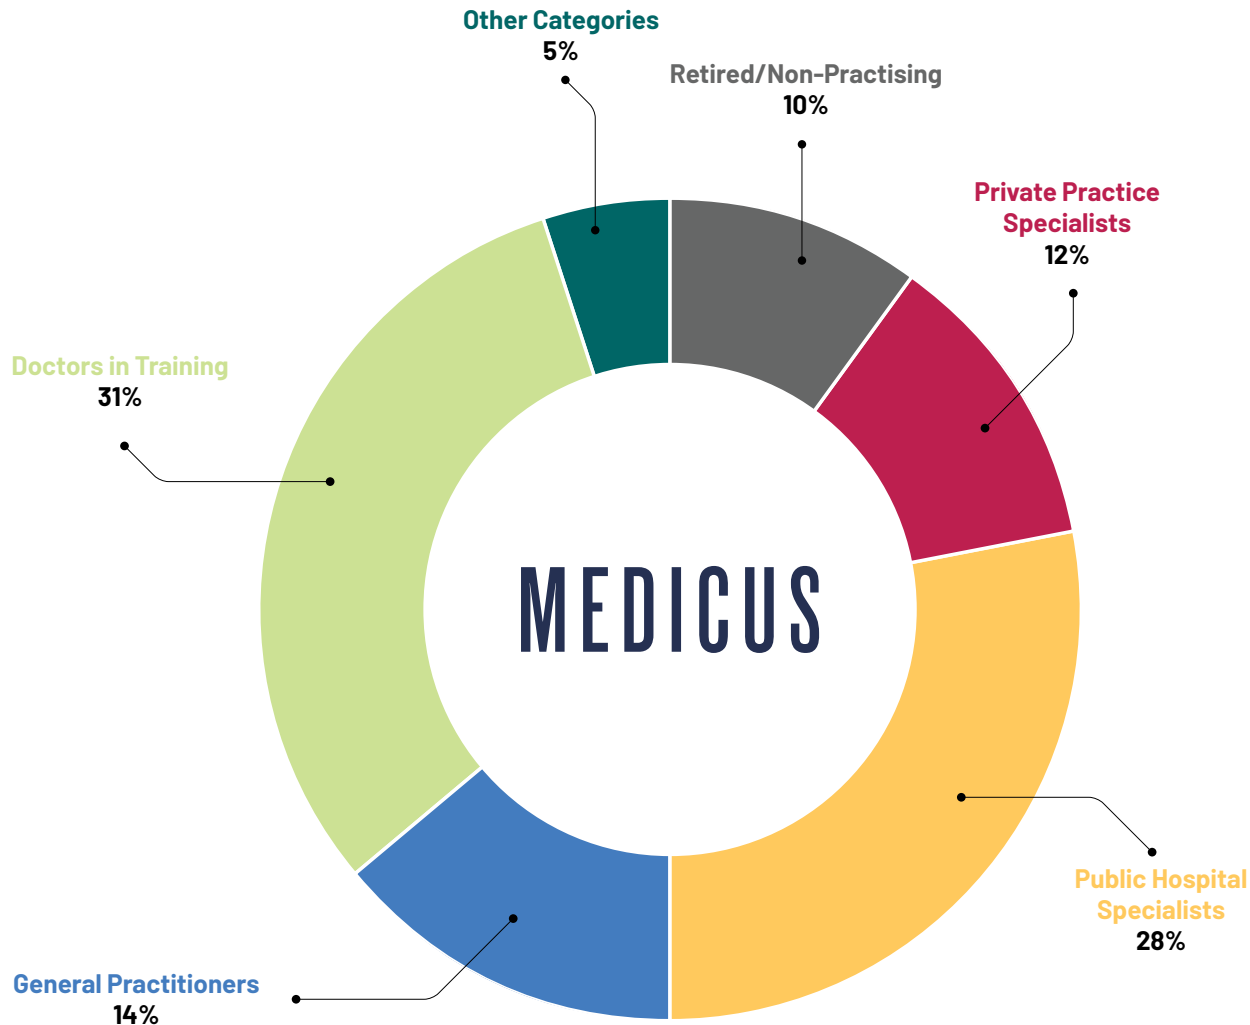 Other Categories
5%
Retired/Non-Practising
10%
Private Practice
Specialists
12%
Doctors in Training
31%
MEDICUS
Public Hospital
Specialists
28%
General Practitioners
14%